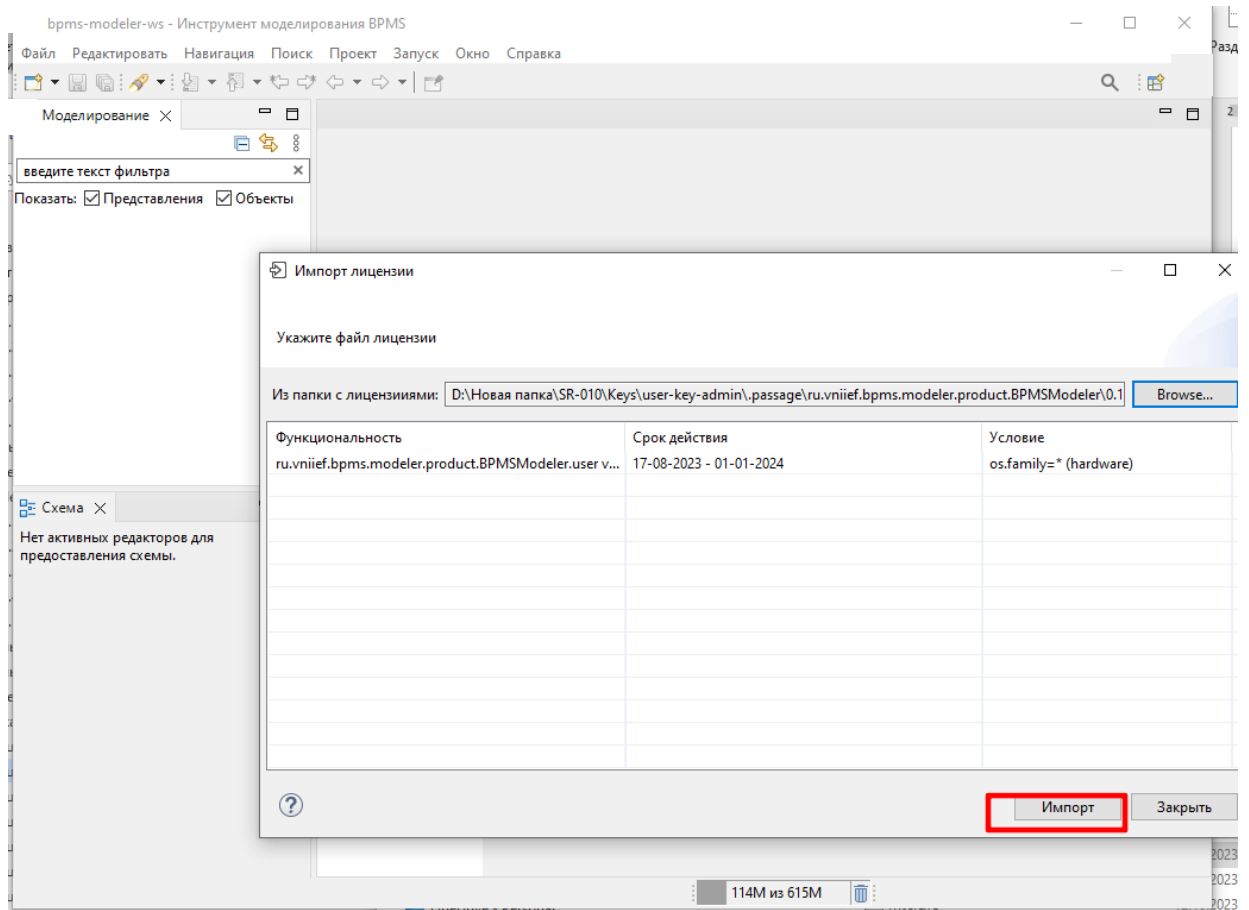 bpms-modeler-ws - Инструмент моделирования BPMS
Файл Редактировать Навигация Поиск Проект Запуск Окно Справка
Моделирование
введите текст фильтра
Показать: Представления Объекты
Импорт лицензии
Укажите файл лицензии
Из папки с лицензииями: D:\Новая папка\SR-010\Keys\user-key-admin\.passage\ru.vniief.bpms.modeler.product.BPMSModeler\0.1 Browse...
Функциональность Срок действия Условие
ru.vniief.bpms.modeler.product.BPMSModeler.user v... 17-08-2023 - 01-01-2024 os.family=* (hardware)
Схема
Нет активных редакторов для
предоставления схемы.
Импорт Закрыть
114M из 615M
Разд
2
2023
2023
2023